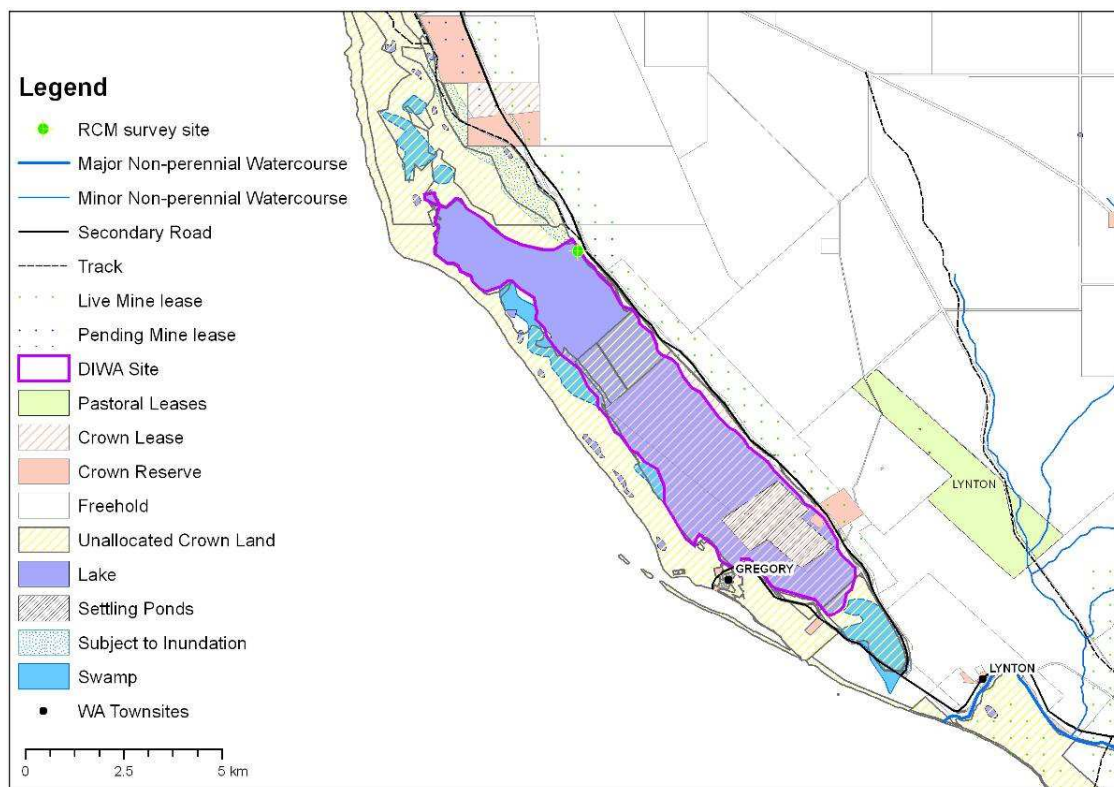 Legend
RCM survey site
Major Non-perennial Watercourse
Minor Non-perennial Watercourse
Secondary Road
Track
Live Mine lease
Pending Mine lease
DIWA Site
Pastoral Leases
Crown Lease
Crown Reserve
Freehold
Unallocated Crown Land
Lake
Settling Ponds
Subject to Inundation
Swamp
WA Townsites
0 2.5 5 km
LYNTON
GREGORY
LYNTON